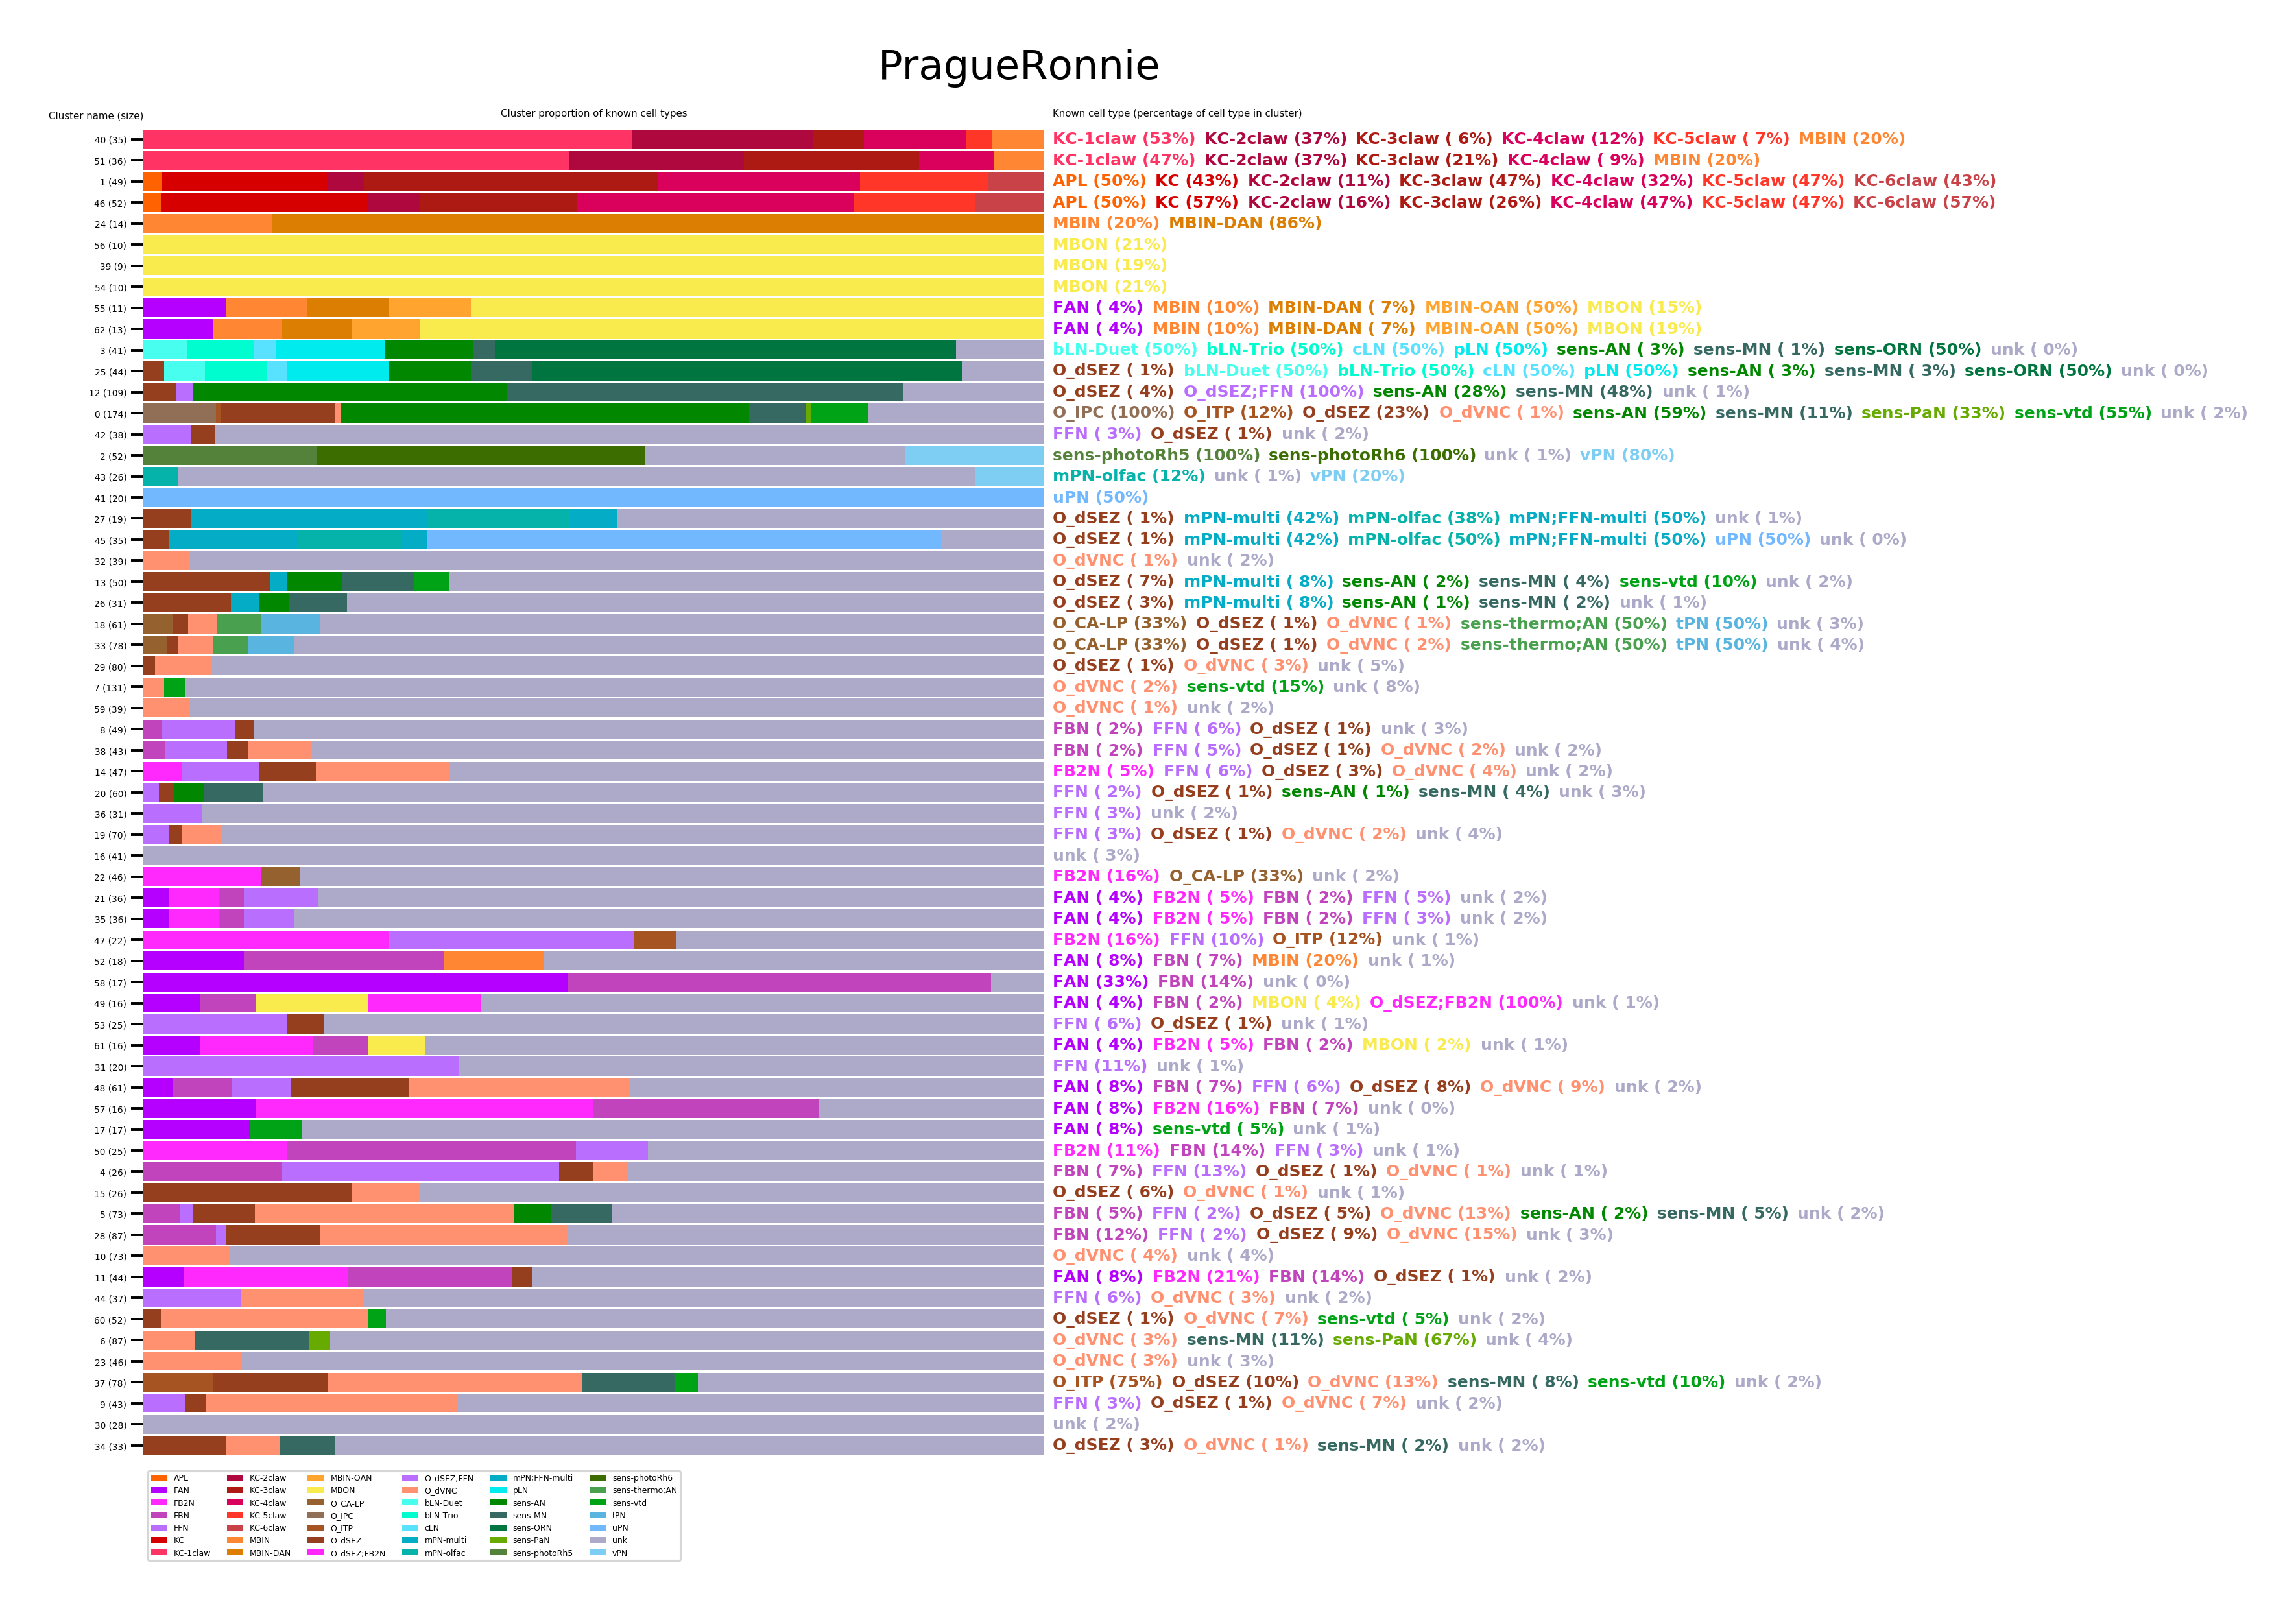 PragueRonnie
Cluster name (size) Cluster proportion of known cell types Known cell type (percentage of cell type in cluster)
40 (35) KC-1claw (53%) KC-2claw (37%) KC-3claw ( 6%) KC-4claw (12%) KC-5claw ( 7%) MBIN (20%)
51 (36) KC-1claw (47%) KC-2claw (37%) KC-3claw (21%) KC-4claw ( 9%) MBIN (20%)
1 (49) APL (50%) KC (43%) KC-2claw (11%) KC-3claw (47%) KC-4claw (32%) KC-5claw (47%) KC-6claw (43%)
46 (52) APL (50%) KC (57%) KC-2claw (16%) KC-3claw (26%) KC-4claw (47%) KC-5claw (47%) KC-6claw (57%)
24 (14) MBIN (20%) MBIN-DAN (86%)
56 (10) MBON (21%)
39 (9) MBON (19%)
54 (10) MBON (21%)
55 (11) FAN ( 4%) MBIN (10%) MBIN-DAN ( 7%) MBIN-OAN (50%) MBON (15%)
62 (13) FAN ( 4%) MBIN (10%) MBIN-DAN ( 7%) MBIN-OAN (50%) MBON (19%)
3 (41) bLN-Duet (50%) bLN-Trio (50%) cLN (50%) pLN (50%) sens-AN ( 3%) sens-MN ( 1%) sens-ORN (50%) unk ( 0%)
25 (44) O_dSEZ ( 1%) bLN-Duet (50%) bLN-Trio (50%) cLN (50%) pLN (50%) sens-AN ( 3%) sens-MN ( 3%) sens-ORN (50%) unk ( 0%)
12 (109) O_dSEZ ( 4%) O_dSEZ;FFN (100%) sens-AN (28%) sens-MN (48%) unk ( 1%)
0 (174) O_IPC (100%) O_ITP (12%) O_dSEZ (23%) O_dVNC ( 1%) sens-AN (59%) sens-MN (11%) sens-PaN (33%) sens-vtd (55%) unk ( 2%)
42 (38) FFN ( 3%) O_dSEZ ( 1%) unk ( 2%)
2 (52) sens-photoRh5 (100%) sens-photoRh6 (100%) unk ( 1%) vPN (80%)
43 (26) mPN-olfac (12%) unk ( 1%) vPN (20%)
41 (20) uPN (50%)
27 (19) O_dSEZ ( 1%) mPN-multi (42%) mPN-olfac (38%) mPN;FFN-multi (50%) unk ( 1%)
45 (35) O_dSEZ ( 1%) mPN-multi (42%) mPN-olfac (50%) mPN;FFN-multi (50%) uPN (50%) unk ( 0%)
32 (39) O_dVNC ( 1%) unk ( 2%)
13 (50) O_dSEZ ( 7%) mPN-multi ( 8%) sens-AN ( 2%) sens-MN ( 4%) sens-vtd (10%) unk ( 2%)
26 (31) O_dSEZ ( 3%) mPN-multi ( 8%) sens-AN ( 1%) sens-MN ( 2%) unk ( 1%)
18 (61) O_CA-LP (33%) O_dSEZ ( 1%) O_dVNC ( 1%) sens-thermo;AN (50%) tPN (50%) unk ( 3%)
33 (78) O_CA-LP (33%) O_dSEZ ( 1%) O_dVNC ( 2%) sens-thermo;AN (50%) tPN (50%) unk ( 4%)
29 (80) O_dSEZ ( 1%) O_dVNC ( 3%) unk ( 5%)
7 (131) O_dVNC ( 2%) sens-vtd (15%) unk ( 8%)
59 (39) O_dVNC ( 1%) unk ( 2%)
8 (49) FBN ( 2%) FFN ( 6%) O_dSEZ ( 1%) unk ( 3%)
38 (43) FBN ( 2%) FFN ( 5%) O_dSEZ ( 1%) O_dVNC ( 2%) unk ( 2%)
14 (47) FB2N ( 5%) FFN ( 6%) O_dSEZ ( 3%) O_dVNC ( 4%) unk ( 2%)
20 (60) FFN ( 2%) O_dSEZ ( 1%) sens-AN ( 1%) sens-MN ( 4%) unk ( 3%)
36 (31) FFN ( 3%) unk ( 2%)
19 (70) FFN ( 3%) O_dSEZ ( 1%) O_dVNC ( 2%) unk ( 4%)
16 (41) unk ( 3%)
22 (46) FB2N (16%) O_CA-LP (33%) unk ( 2%)
21 (36) FAN ( 4%) FB2N ( 5%) FBN ( 2%) FFN ( 5%) unk ( 2%)
35 (36) FAN ( 4%) FB2N ( 5%) FBN ( 2%) FFN ( 3%) unk ( 2%)
47 (22) FB2N (16%) FFN (10%) O_ITP (12%) unk ( 1%)
52 (18) FAN ( 8%) FBN ( 7%) MBIN (20%) unk ( 1%)
58 (17) FAN (33%) FBN (14%) unk ( 0%)
49 (16) FAN ( 4%) FBN ( 2%) MBON ( 4%) O_dSEZ;FB2N (100%) unk ( 1%)
53 (25) FFN ( 6%) O_dSEZ ( 1%) unk ( 1%)
61 (16) FAN ( 4%) FB2N ( 5%) FBN ( 2%) MBON ( 2%) unk ( 1%)
31 (20) FFN (11%) unk ( 1%)
48 (61) FAN ( 8%) FBN ( 7%) FFN ( 6%) O_dSEZ ( 8%) O_dVNC ( 9%) unk ( 2%)
57 (16) FAN ( 8%) FB2N (16%) FBN ( 7%) unk ( 0%)
17 (17) FAN ( 8%) sens-vtd ( 5%) unk ( 1%)
50 (25) FB2N (11%) FBN (14%) FFN ( 3%) unk ( 1%)
4 (26) FBN ( 7%) FFN (13%) O_dSEZ ( 1%) O_dVNC ( 1%) unk ( 1%)
15 (26) O_dSEZ ( 6%) O_dVNC ( 1%) unk ( 1%)
5 (73) FBN ( 5%) FFN ( 2%) O_dSEZ ( 5%) O_dVNC (13%) sens-AN ( 2%) sens-MN ( 5%) unk ( 2%)
28 (87) FBN (12%) FFN ( 2%) O_dSEZ ( 9%) O_dVNC (15%) unk ( 3%)
10 (73) O_dVNC ( 4%) unk ( 4%)
11 (44) FAN ( 8%) FB2N (21%) FBN (14%) O_dSEZ ( 1%) unk ( 2%)
44 (37) FFN ( 6%) O_dVNC ( 3%) unk ( 2%)
60 (52) O_dSEZ ( 1%) O_dVNC ( 7%) sens-vtd ( 5%) unk ( 2%)
6 (87) O_dVNC ( 3%) sens-MN (11%) sens-PaN (67%) unk ( 4%)
23 (46) O_dVNC ( 3%) unk ( 3%)
37 (78) O_ITP (75%) O_dSEZ (10%) O_dVNC (13%) sens-MN ( 8%) sens-vtd (10%) unk ( 2%)
9 (43) FFN ( 3%) O_dSEZ ( 1%) O_dVNC ( 7%) unk ( 2%)
30 (28) unk ( 2%)
34 (33) O_dSEZ ( 3%) O_dVNC ( 1%) sens-MN ( 2%) unk ( 2%)
APL KC-2claw MBIN-OAN O_dSEZ;FFN mPN;FFN-multi sens-photoRh6
FAN KC-3claw MBON O_dVNC pLN sens-thermo;AN
FB2N KC-4claw O_CA-LP bLN-Duet sens-AN sens-vtd
FBN KC-5claw O_IPC bLN-Trio sens-MN tPN
FFN KC-6claw O_ITP cLN sens-ORN uPN
KC MBIN O_dSEZ mPN-multi sens-PaN unk
KC-1claw MBIN-DAN O_dSEZ;FB2N mPN-olfac sens-photoRh5 vPN